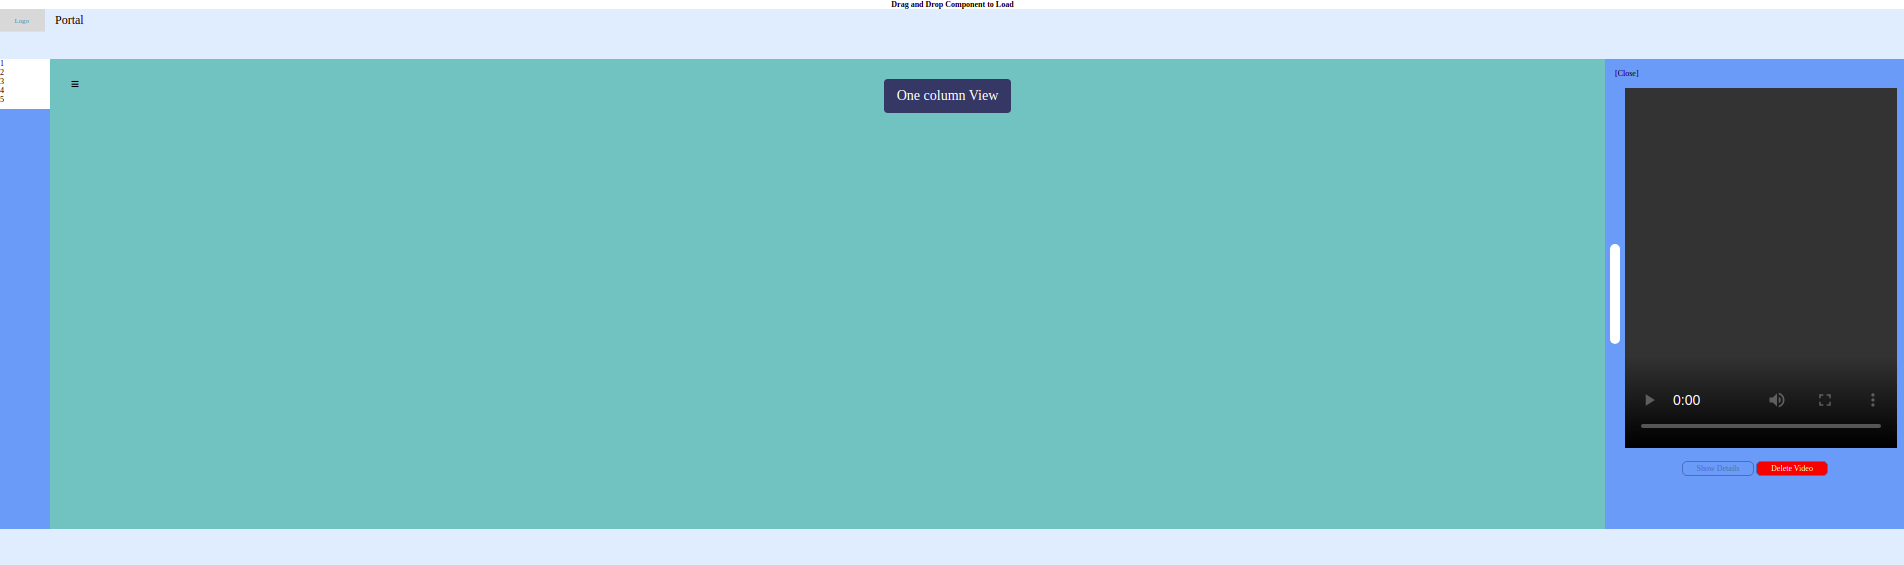 Drag and Drop Component to Load
Logo
Portal
1
2
3
4
5
≡
One column View
[Close]
0:00
Show Details
Delete Video